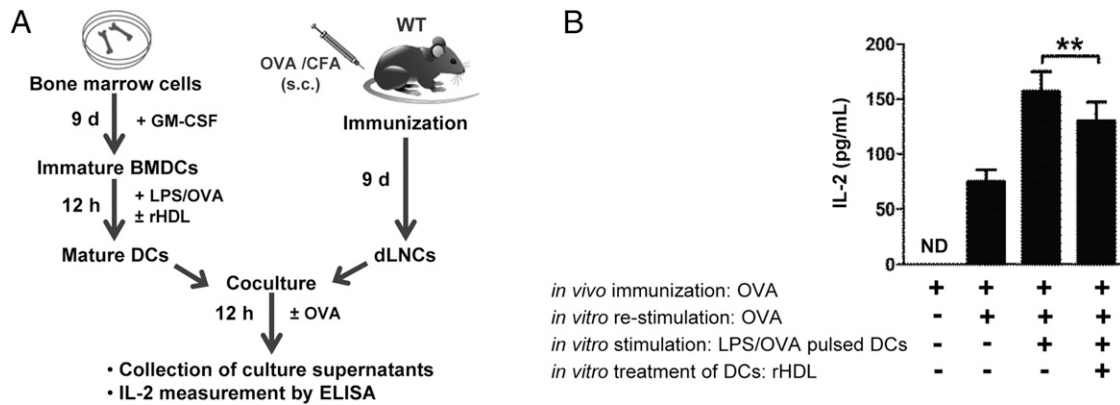 A
Bone marrow cells
9 d
+ GM-CSF
Immature BMDCs
12 h
+ LPS/OVA
± rHDL
Mature DCs
WT
OVA /CFA
(s.c.)
Immunization
9 d
dLNCs
Coculture
12 h
± OVA
• Collection of culture supernatants
• IL-2 measurement by ELISA
B
IL-2 (pg/mL)
200
150
100
50
0
ND
**
in vivo immunization: OVA + + + +
in vitro re-stimulation: OVA - + + +
in vitro stimulation: LPS/OVA pulsed DCs - - + +
in vitro treatment of DCs: rHDL - - - +